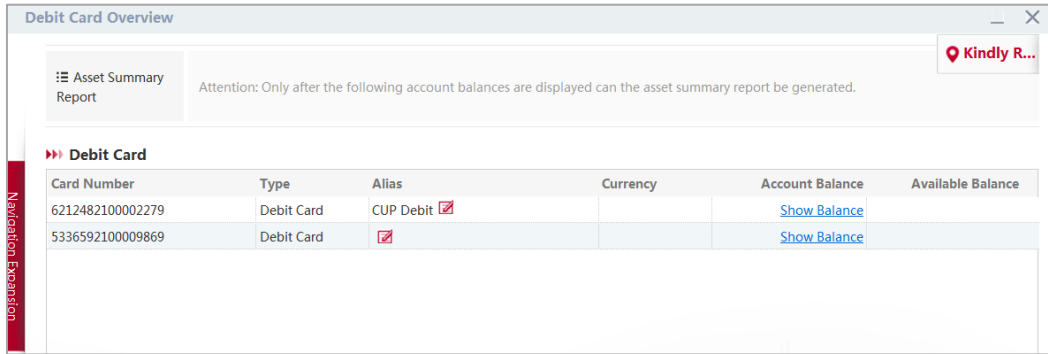 Debit Card Overview
Kindly R...
Asset Summary
Report
Attention: Only after the following account balances are displayed can the asset summary report be generated.
Debit Card
Card Number Type Alias Currency Account Balance Available Balance
6212482100002279 Debit Card CUP Debit Show Balance
5336592100009869 Debit Card Show Balance
Navigation Expansion